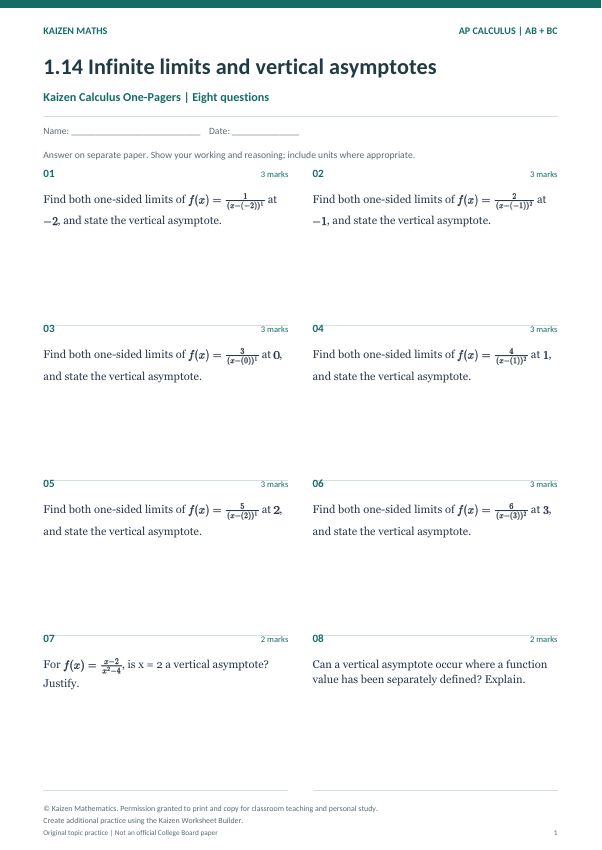 KAIZEN MATHS
AP CALCULUS | AB + BC
1.14 Infinite limits and vertical asymptotes
Kaizen Calculus One-Pagers | Eight questions
Name: ____________________________ Date: ______________
Answer on separate paper. Show your working and reasoning; include units where appropriate.
01 3 marks
Find both one-sided limits of f(x) = 1/(x−(−2))¹ at
−2, and state the vertical asymptote.
02 3 marks
Find both one-sided limits of f(x) = 2/(x−(−1))² at
−1, and state the vertical asymptote.
03 3 marks
Find both one-sided limits of f(x) = 3/(x−(0))¹ at 0,
and state the vertical asymptote.
04 3 marks
Find both one-sided limits of f(x) = 4/(x−(1))² at 1,
and state the vertical asymptote.
05 3 marks
Find both one-sided limits of f(x) = 5/(x−(2))¹ at 2,
and state the vertical asymptote.
06 3 marks
Find both one-sided limits of f(x) = 6/(x−(3))² at 3,
and state the vertical asymptote.
07 2 marks
For f(x) = x−2/x²−4, is x = 2 a vertical asymptote?
Justify.
08 2 marks
Can a vertical asymptote occur where a function
value has been separately defined? Explain.
© Kaizen Mathematics. Permission granted to print and copy for classroom teaching and personal study.
Create additional practice using the Kaizen Worksheet Builder.
Original topic practice | Not an official College Board paper
1